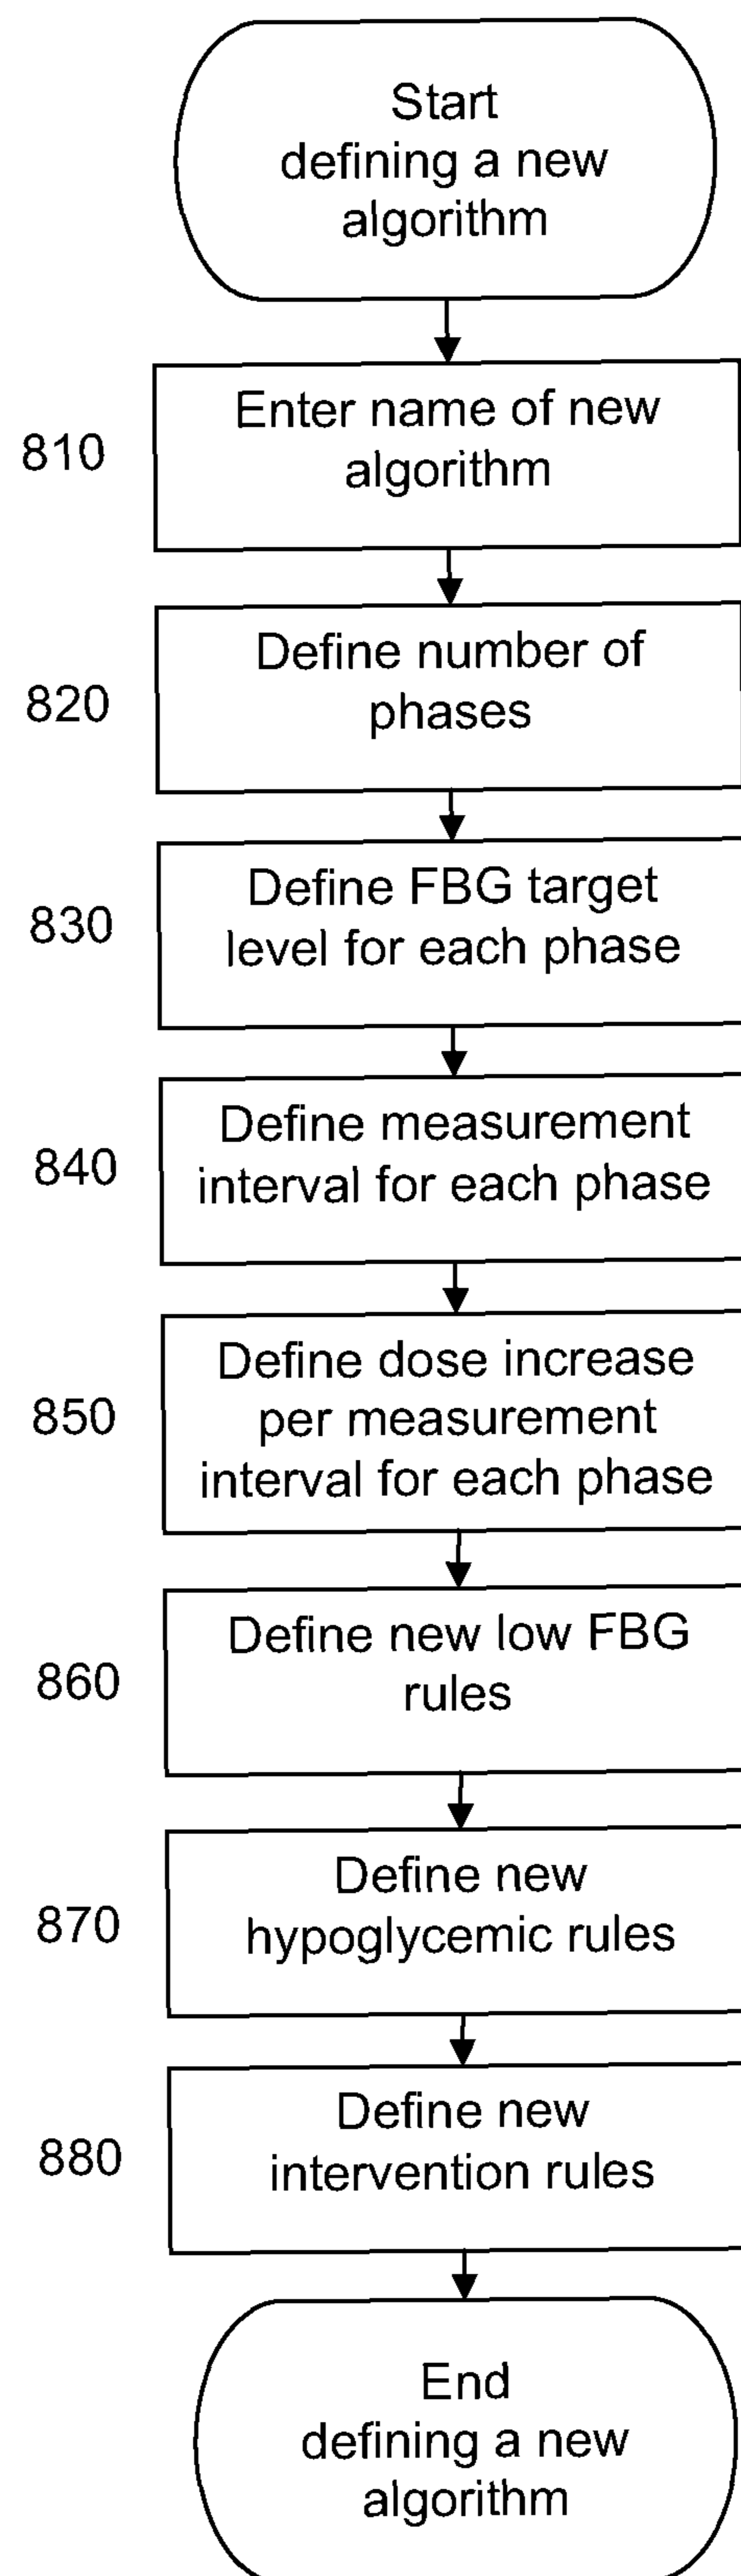 Start
defining a new
algorithm
810
Enter name of new
algorithm
820
Define number of
phases
830
Define FBG target
level for each phase
840
Define measurement
interval for each phase
850
Define dose increase
per measurement
interval for each phase
860
Define new low FBG
rules
870
Define new
hypoglycemic rules
880
Define new
intervention rules
End
defining a new
algorithm